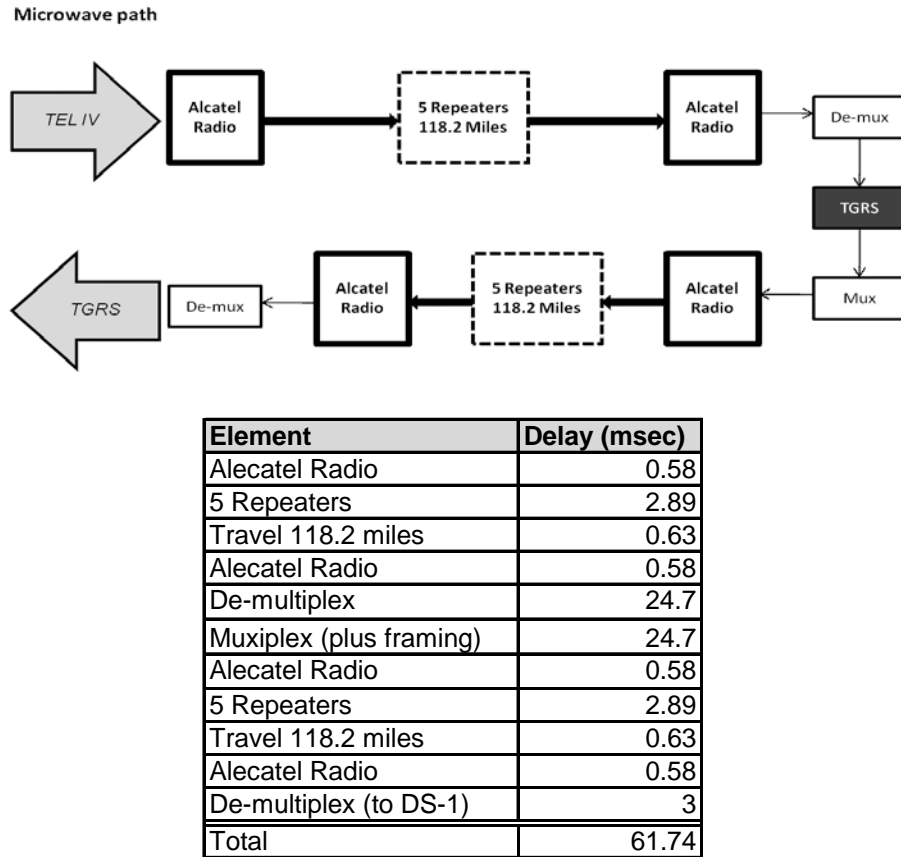 Microwave path
TEL IV
Alcatel
Radio
5 Repeaters
118.2 Miles
Alcatel
Radio
De-mux
TGRS
TGRS
De-mux
Alcatel
Radio
5 Repeaters
118.2 Miles
Alcatel
Radio
Mux
Element Delay (msec)
Alecatel Radio 0.58
5 Repeaters 2.89
Travel 118.2 miles 0.63
Alecatel Radio 0.58
De-multiplex 24.7
Muxiplex (plus framing) 24.7
Alecatel Radio 0.58
5 Repeaters 2.89
Travel 118.2 miles 0.63
Alecatel Radio 0.58
De-multiplex (to DS-1) 3
Total 61.74